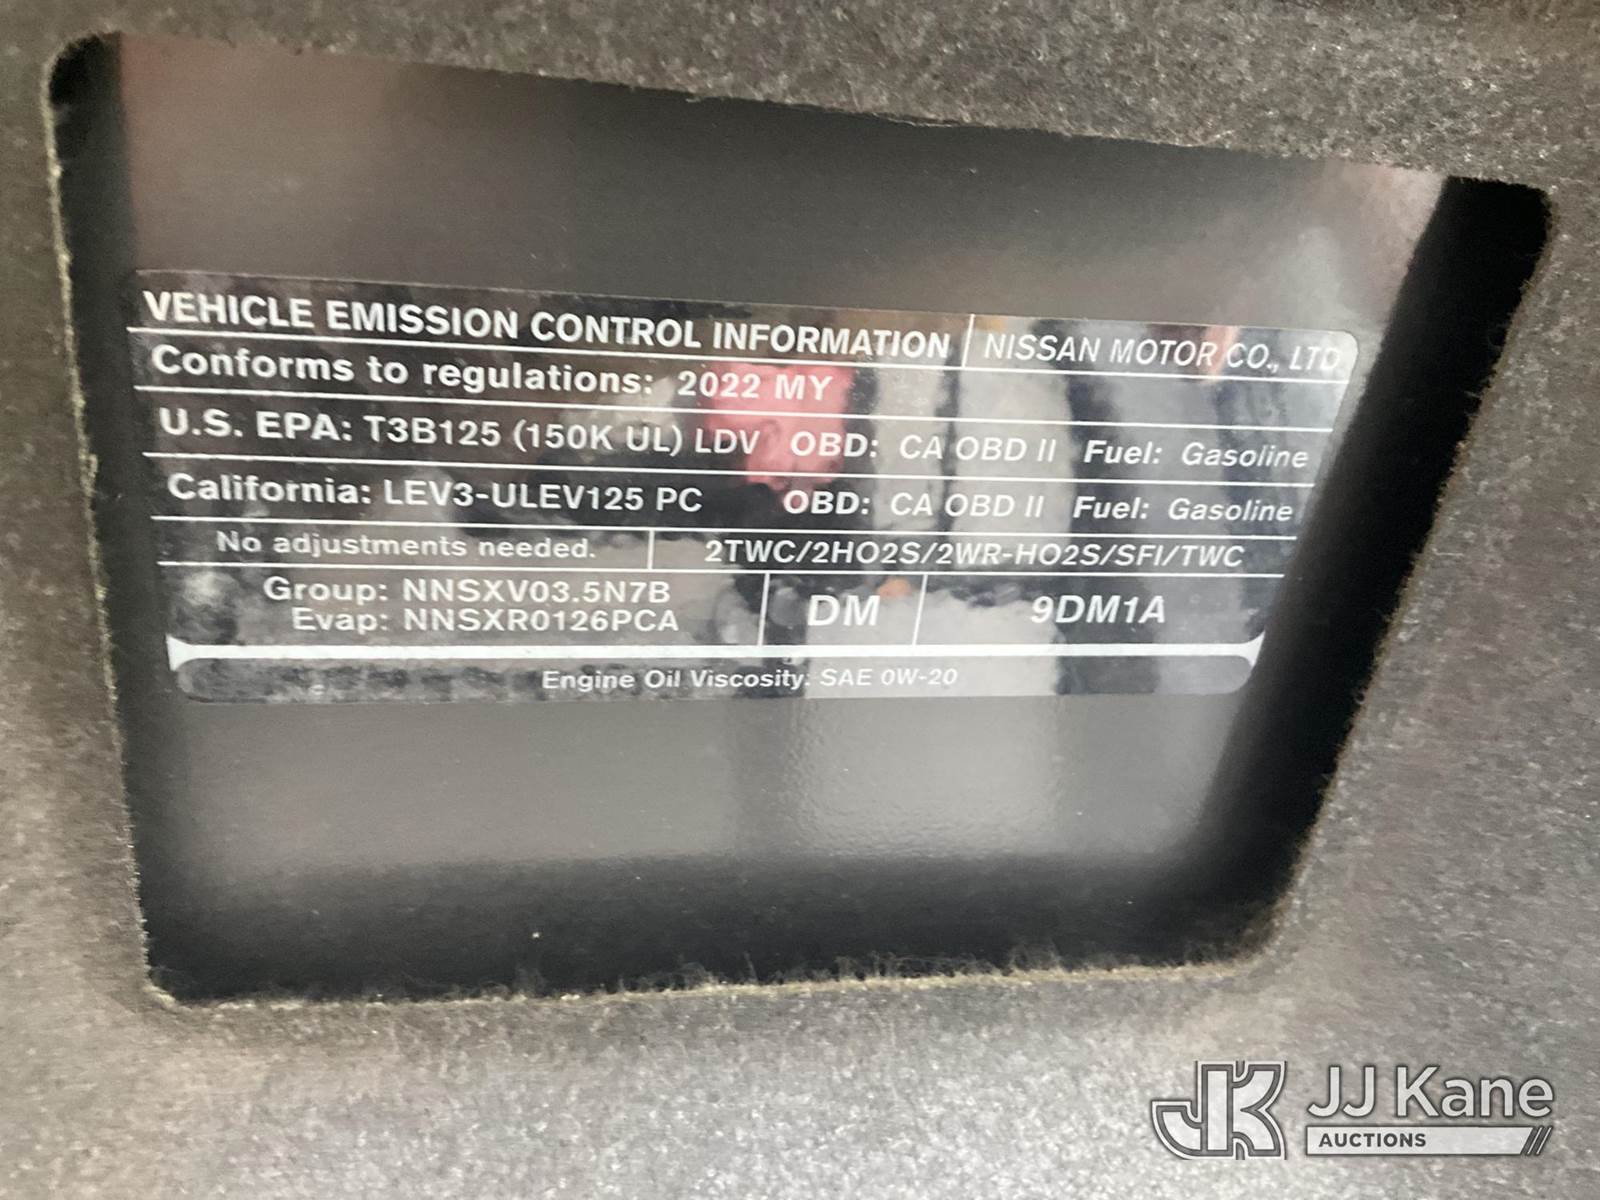 VEHICLE EMISSION CONTROL INFORMATION NISSAN MOTOR CO., LTD
Conforms to regulations: 2022 MY
U.S. EPA: T3B125 (150K UL) LDV OBD: CA OBD II Fuel: Gasoline
California: LEV3-ULEV125 PC OBD: CA OBD II Fuel: Gasoline
No adjustments needed. 2TWC/2HO2S/2WR-HO2S/SFI/TWC
Group: NNSXV03.5N7B
Evap: NNSXR0126PCA
DM 9DM1A
Engine Oil Viscosity: SAE 0W-20
JK JJ Kane
AUCTIONS